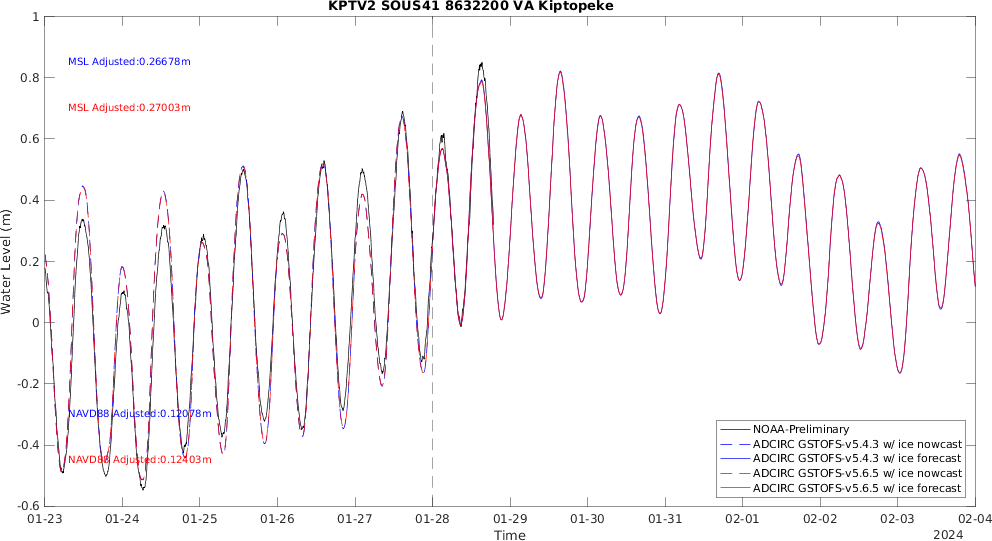 KPTV2 SOUS41 8632200 VA Kiptopeke
1
0.8
0.6
0.4
0.2
0
-0.2
-0.4
-0.6
Water Level (m)
MSL Adjusted:0.26678m
MSL Adjusted:0.27003m
NAVD88 Adjusted:0.12078m
NAVD88 Adjusted:0.12403m
NOAA-Preliminary
ADCIRC GSTOFS-v5.4.3 w/ ice nowcast
ADCIRC GSTOFS-v5.4.3 w/ ice forecast
ADCIRC GSTOFS-v5.6.5 w/ ice nowcast
ADCIRC GSTOFS-v5.6.5 w/ ice forecast
01-23 01-24 01-25 01-26 01-27 01-28 01-29 01-30 01-31 02-01 02-02 02-03 02-04
Time
2024